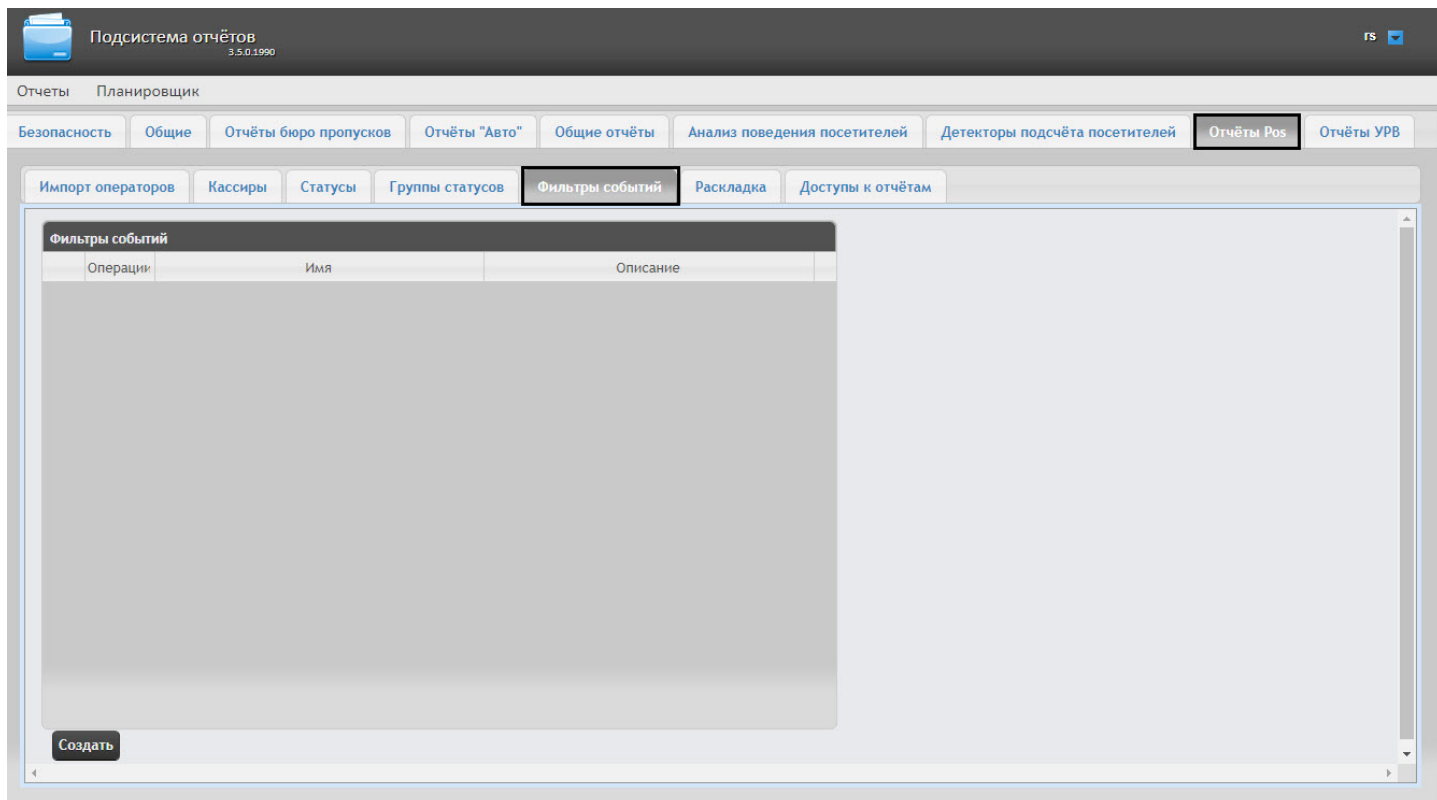 Подсистема отчётов
3.5.0.1990
rs
Отчеты Планировщик
Безопасность Общие Отчёты бюро пропусков Отчёты "Авто" Общие отчёты Анализ поведения посетителей Детекторы подсчёта посетителей Отчёты Pos Отчёты УРВ
Импорт операторов Кассиры Статусы Группы статусов Фильтры событий Раскладка Доступы к отчётам
Фильтры событий
Операции Имя Описание
Создать